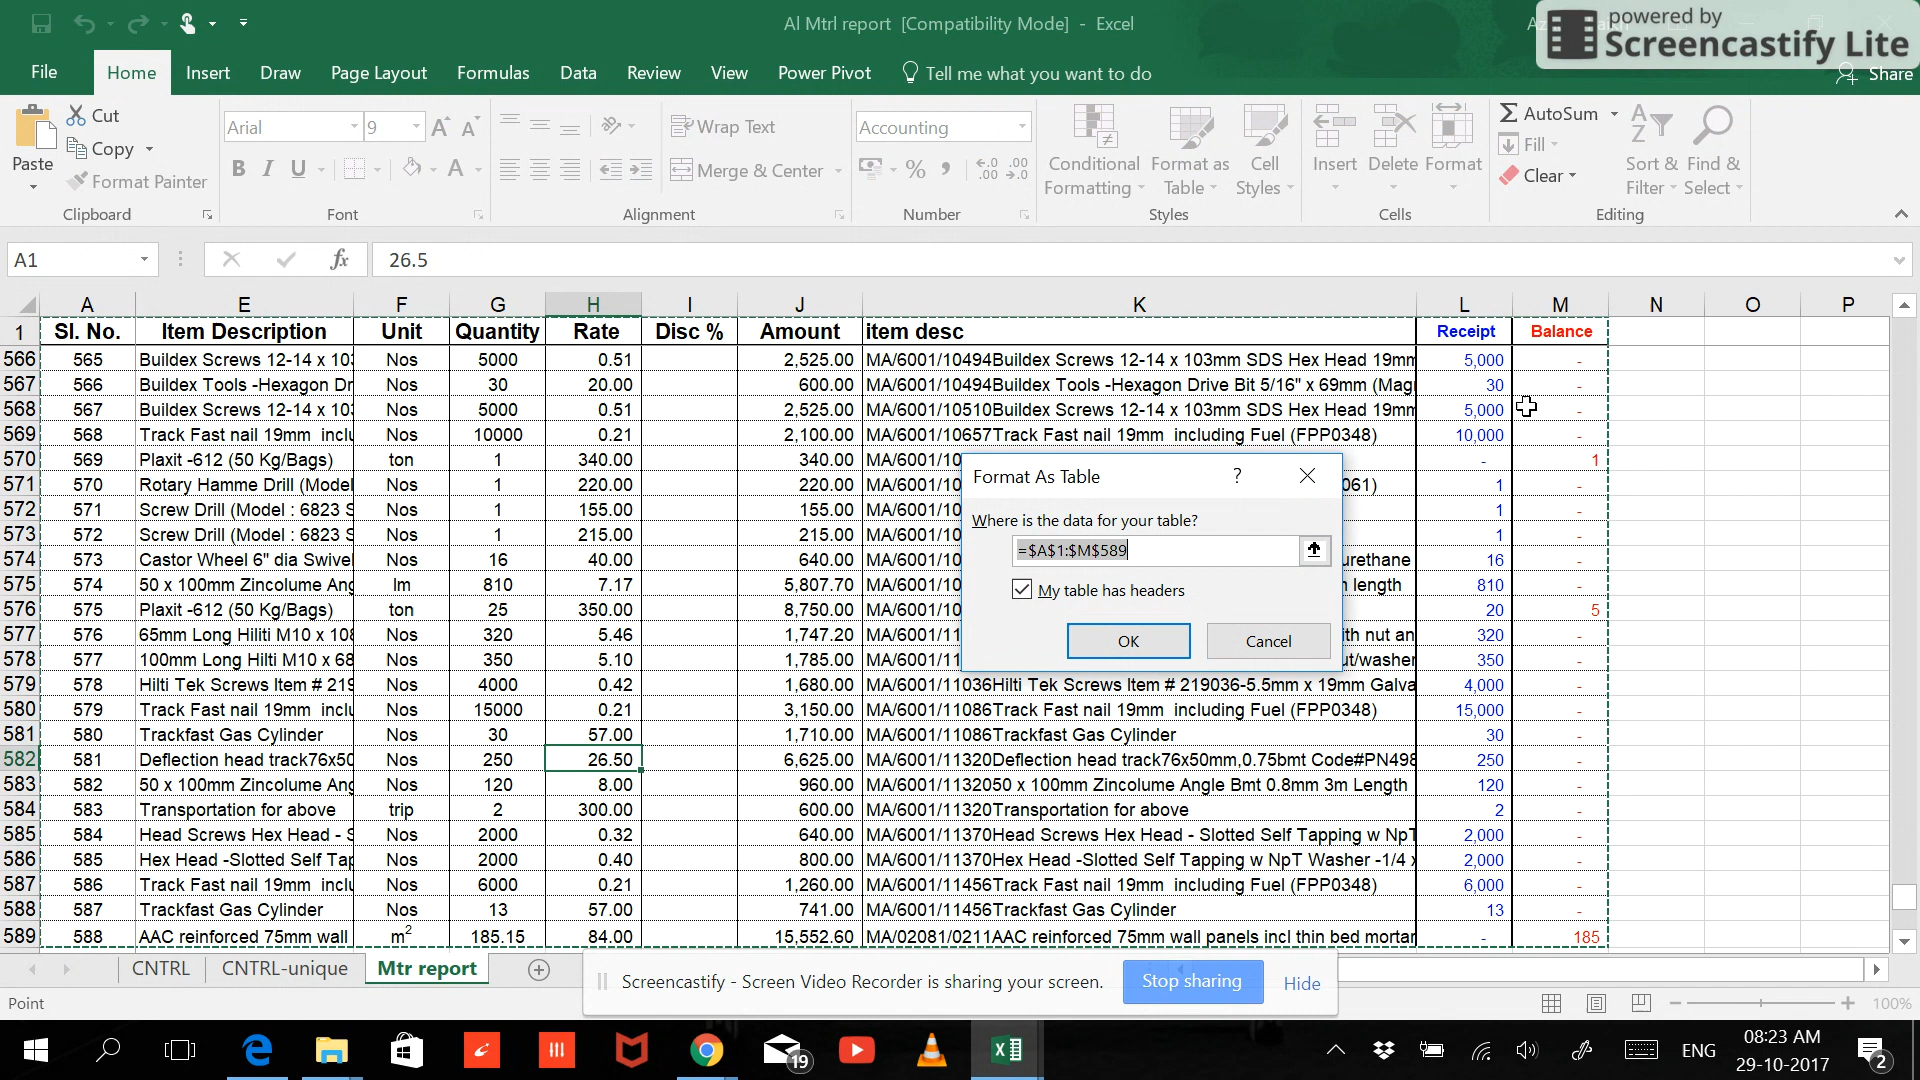 Al Mtrl report [Compatibility Mode] - Excel
powered by
Screencastify Lite
File Home Insert Draw Page Layout Formulas Data Review View Power Pivot Tell me what you want to do Share
Paste Cut Copy Format Painter Clipboard
Arial 9 B I U A Font
Wrap Text Merge & Center Alignment
Accounting % Number
Conditional Formatting Format as Table Cell Styles Styles
Insert Delete Format Cells
AutoSum Fill Clear Sort & Filter Find & Select Editing
A1 fx 26.5
A E F G H I J K L M N O P
1 Sl. No. Item Description Unit Quantity Rate Disc % Amount item desc Receipt Balance
566 565 Buildex Screws 12-14 x 103 Nos 5000 0.51 2,525.00 MA/6001/10494Buildex Screws 12-14 x 103mm SDS Hex Head 19mm 5,000 -
567 566 Buildex Tools -Hexagon Dr Nos 30 20.00 600.00 MA/6001/10494Buildex Tools -Hexagon Drive Bit 5/16" x 69mm (Mag 30 -
568 567 Buildex Screws 12-14 x 103 Nos 5000 0.51 2,525.00 MA/6001/10510Buildex Screws 12-14 x 103mm SDS Hex Head 19mm 5,000 -
569 568 Track Fast nail 19mm inclu Nos 10000 0.21 2,100.00 MA/6001/10657Track Fast nail 19mm including Fuel (FPP0348) 10,000 -
570 569 Plaxit -612 (50 Kg/Bags) ton 1 340.00 340.00 MA/6001/10 - 1
571 570 Rotary Hamme Drill (Model Nos 1 220.00 220.00 MA/6001/10 061) 1 -
572 571 Screw Drill (Model : 6823 S Nos 1 155.00 155.00 MA/6001/10 1 -
573 572 Screw Drill (Model : 6823 S Nos 1 215.00 215.00 MA/6001/10 1 -
574 573 Castor Wheel 6" dia Swivel Nos 16 40.00 640.00 MA/6001/10 urethane 16 -
575 574 50 x 100mm Zincolume Ang lm 810 7.17 5,807.70 MA/6001/10 length 810 -
576 575 Plaxit -612 (50 Kg/Bags) ton 25 350.00 8,750.00 MA/6001/10 20 5
577 576 65mm Long Hiliti M10 x 108 Nos 320 5.46 1,747.20 MA/6001/11 ith nut an 320 -
578 577 100mm Long Hilti M10 x 68 Nos 350 5.10 1,785.00 MA/6001/11 ut/washer 350 -
579 578 Hilti Tek Screws Item # 219 Nos 4000 0.42 1,680.00 MA/6001/11036Hilti Tek Screws Item # 219036-5.5mm x 19mm Galva 4,000 -
580 579 Track Fast nail 19mm inclu Nos 15000 0.21 3,150.00 MA/6001/11086Track Fast nail 19mm including Fuel (FPP0348) 15,000 -
581 580 Trackfast Gas Cylinder Nos 30 57.00 1,710.00 MA/6001/11086Trackfast Gas Cylinder 30 -
582 581 Deflection head track76x50 Nos 250 26.50 6,625.00 MA/6001/11320Deflection head track76x50mm,0.75bmt Code#PN498 250 -
583 582 50 x 100mm Zincolume Ang Nos 120 8.00 960.00 MA/6001/1132050 x 100mm Zincolume Angle Bmt 0.8mm 3m Length 120 -
584 583 Transportation for above trip 2 300.00 600.00 MA/6001/11320Transportation for above 2 -
585 584 Head Screws Hex Head - S Nos 2000 0.32 640.00 MA/6001/11370Head Screws Hex Head - Slotted Self Tapping w NpT 2,000 -
586 585 Hex Head -Slotted Self Tap Nos 2000 0.40 800.00 MA/6001/11370Hex Head -Slotted Self Tapping w NpT Washer -1/4 x 2,000 -
587 586 Track Fast nail 19mm inclu Nos 6000 0.21 1,260.00 MA/6001/11456Track Fast nail 19mm including Fuel (FPP0348) 6,000 -
588 587 Trackfast Gas Cylinder Nos 13 57.00 741.00 MA/6001/11456Trackfast Gas Cylinder 13 -
589 588 AAC reinforced 75mm wall m² 185.15 84.00 15,552.60 MA/02081/0211AAC reinforced 75mm wall panels incl thin bed mortar - 185
Format As Table ?
Where is the data for your table?
=$A$1:$M$589
My table has headers
OK Cancel
CNTRL CNTRL-unique Mtr report
Screencastify - Screen Video Recorder is sharing your screen. Stop sharing Hide
Point 100%
19 ENG 08:23 AM
29-10-2017 2